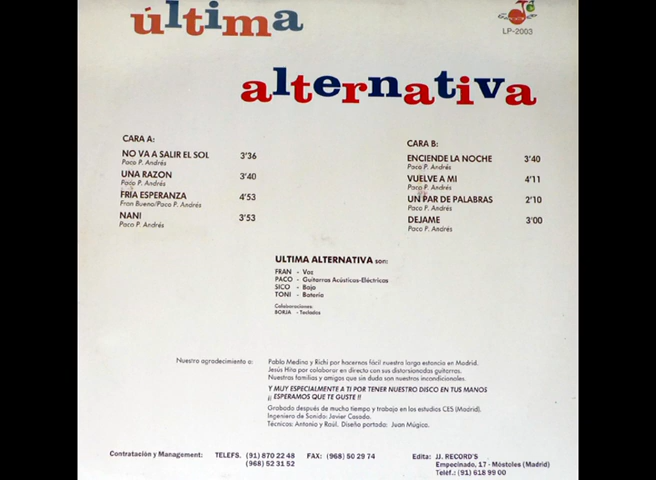 última
alternativa
LP-2003
CARA A:
NO VA A SALIR EL SOL 3'36
Paco P. Andrés
UNA RAZON 3'40
Paco P. Andrés
FRÍA ESPERANZA 4'53
Fran Bueno/Paco P. Andrés
NANI 3'53
Paco P. Andrés
CARA B:
ENCIENDE LA NOCHE 3'40
Paco P. Andrés
VUELVE A MI 4'11
Paco P. Andrés
UN PAR DE PALABRAS 2'10
Paco P. Andrés
DEJAME 3'00
Paco P. Andrés
ULTIMA ALTERNATIVA son:
FRAN - Voz
PACO - Guitarras Acústicas-Eléctricas
SICO - Bajo
TONI - Batería
Colaboraciones:
BORJA - Teclados
Nuestro agradecimiento a: Pablo Medina y Richi por hacernos fácil nuestra larga estancia en Madrid.
Jesús Hita por colaborar en directo con sus distorsionadas guitarras.
Nuestras familias y amigos que sin duda son nuestros incondicionales.
Y MUY ESPECIALMENTE A TI POR TENER NUESTRO DISCO EN TUS MANOS
¡¡ ESPERAMOS QUE TE GUSTE !!
Grabado después de mucho tiempo y trabajo en los estudios CES (Madrid).
Ingeniero de Sonido: Javier Casado.
Técnicos: Antonio y Raúl. Diseño portada: Juan Múgica.
Contratación y Management: TELEFS. (91) 870 22 48 FAX: (968) 50 29 74
(968) 52 31 52
Edita: JJ. RECORD'S
Empecinado, 17 - Móstoles (Madrid)
Teléf.: (91) 618 99 00